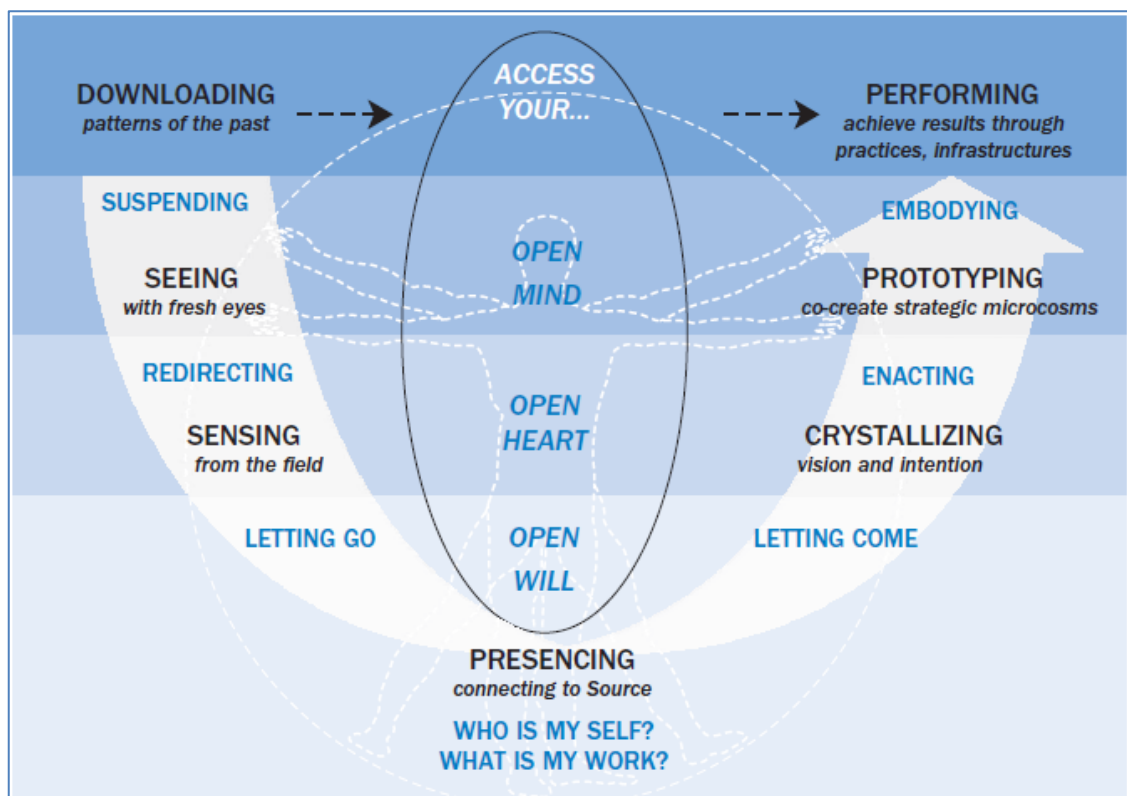 DOWNLOADING
patterns of the past
ACCESS
YOUR...
PERFORMING
achieve results through
practices, infrastructures
SUSPENDING
EMBODYING
OPEN
MIND
SEEING
with fresh eyes
PROTOTYPING
co-create strategic microcosms
REDIRECTING
ENACTING
OPEN
HEART
SENSING
from the field
CRYSTALLIZING
vision and intention
LETTING GO
OPEN
WILL
LETTING COME
PRESENCING
connecting to Source
WHO IS MY SELF?
WHAT IS MY WORK?